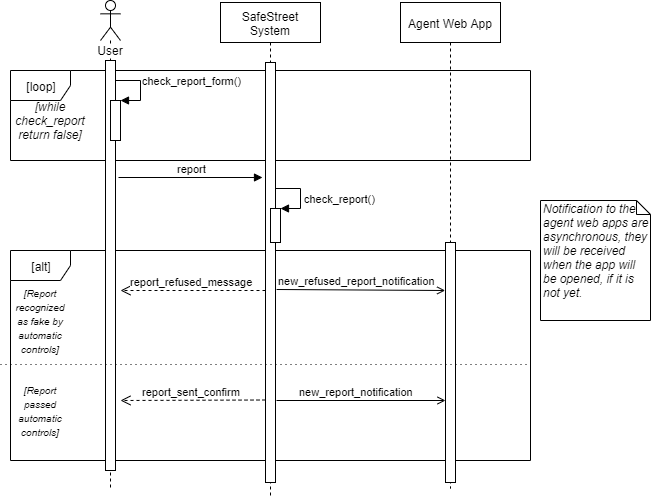 User
SafeStreet
System
Agent Web App
[loop]
check_report_form()
[while
check_report
return false]
report
check_report()
Notification to the
agent web apps are
asynchronous, they
will be received
when the app will
be opened, if it is
not yet.
[alt]
report_refused_message
new_refused_report_notification
[Report
recognized
as fake by
automatic
controls]
report_sent_confirm
new_report_notification
[Report
passed
automatic
controls]